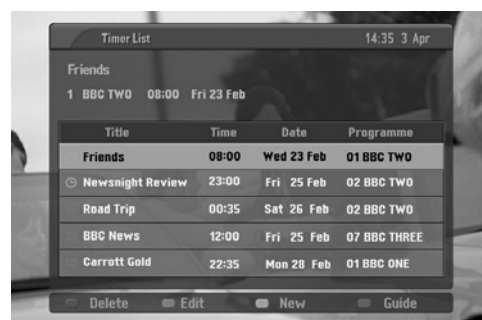 Timer List 14:35 3 Apr
Friends
1 BBC TWO 08:00 Fri 23 Feb
Title Time Date Programme
Friends 08:00 Wed 23 Feb 01 BBC TWO
Newsnight Review 23:00 Fri 25 Feb 02 BBC TWO
Road Trip 00:35 Sat 26 Feb 02 BBC TWO
BBC News 12:00 Fri 25 Feb 07 BBC THREE
Carrott Gold 22:35 Mon 28 Feb 01 BBC ONE
Delete Edit New Guide